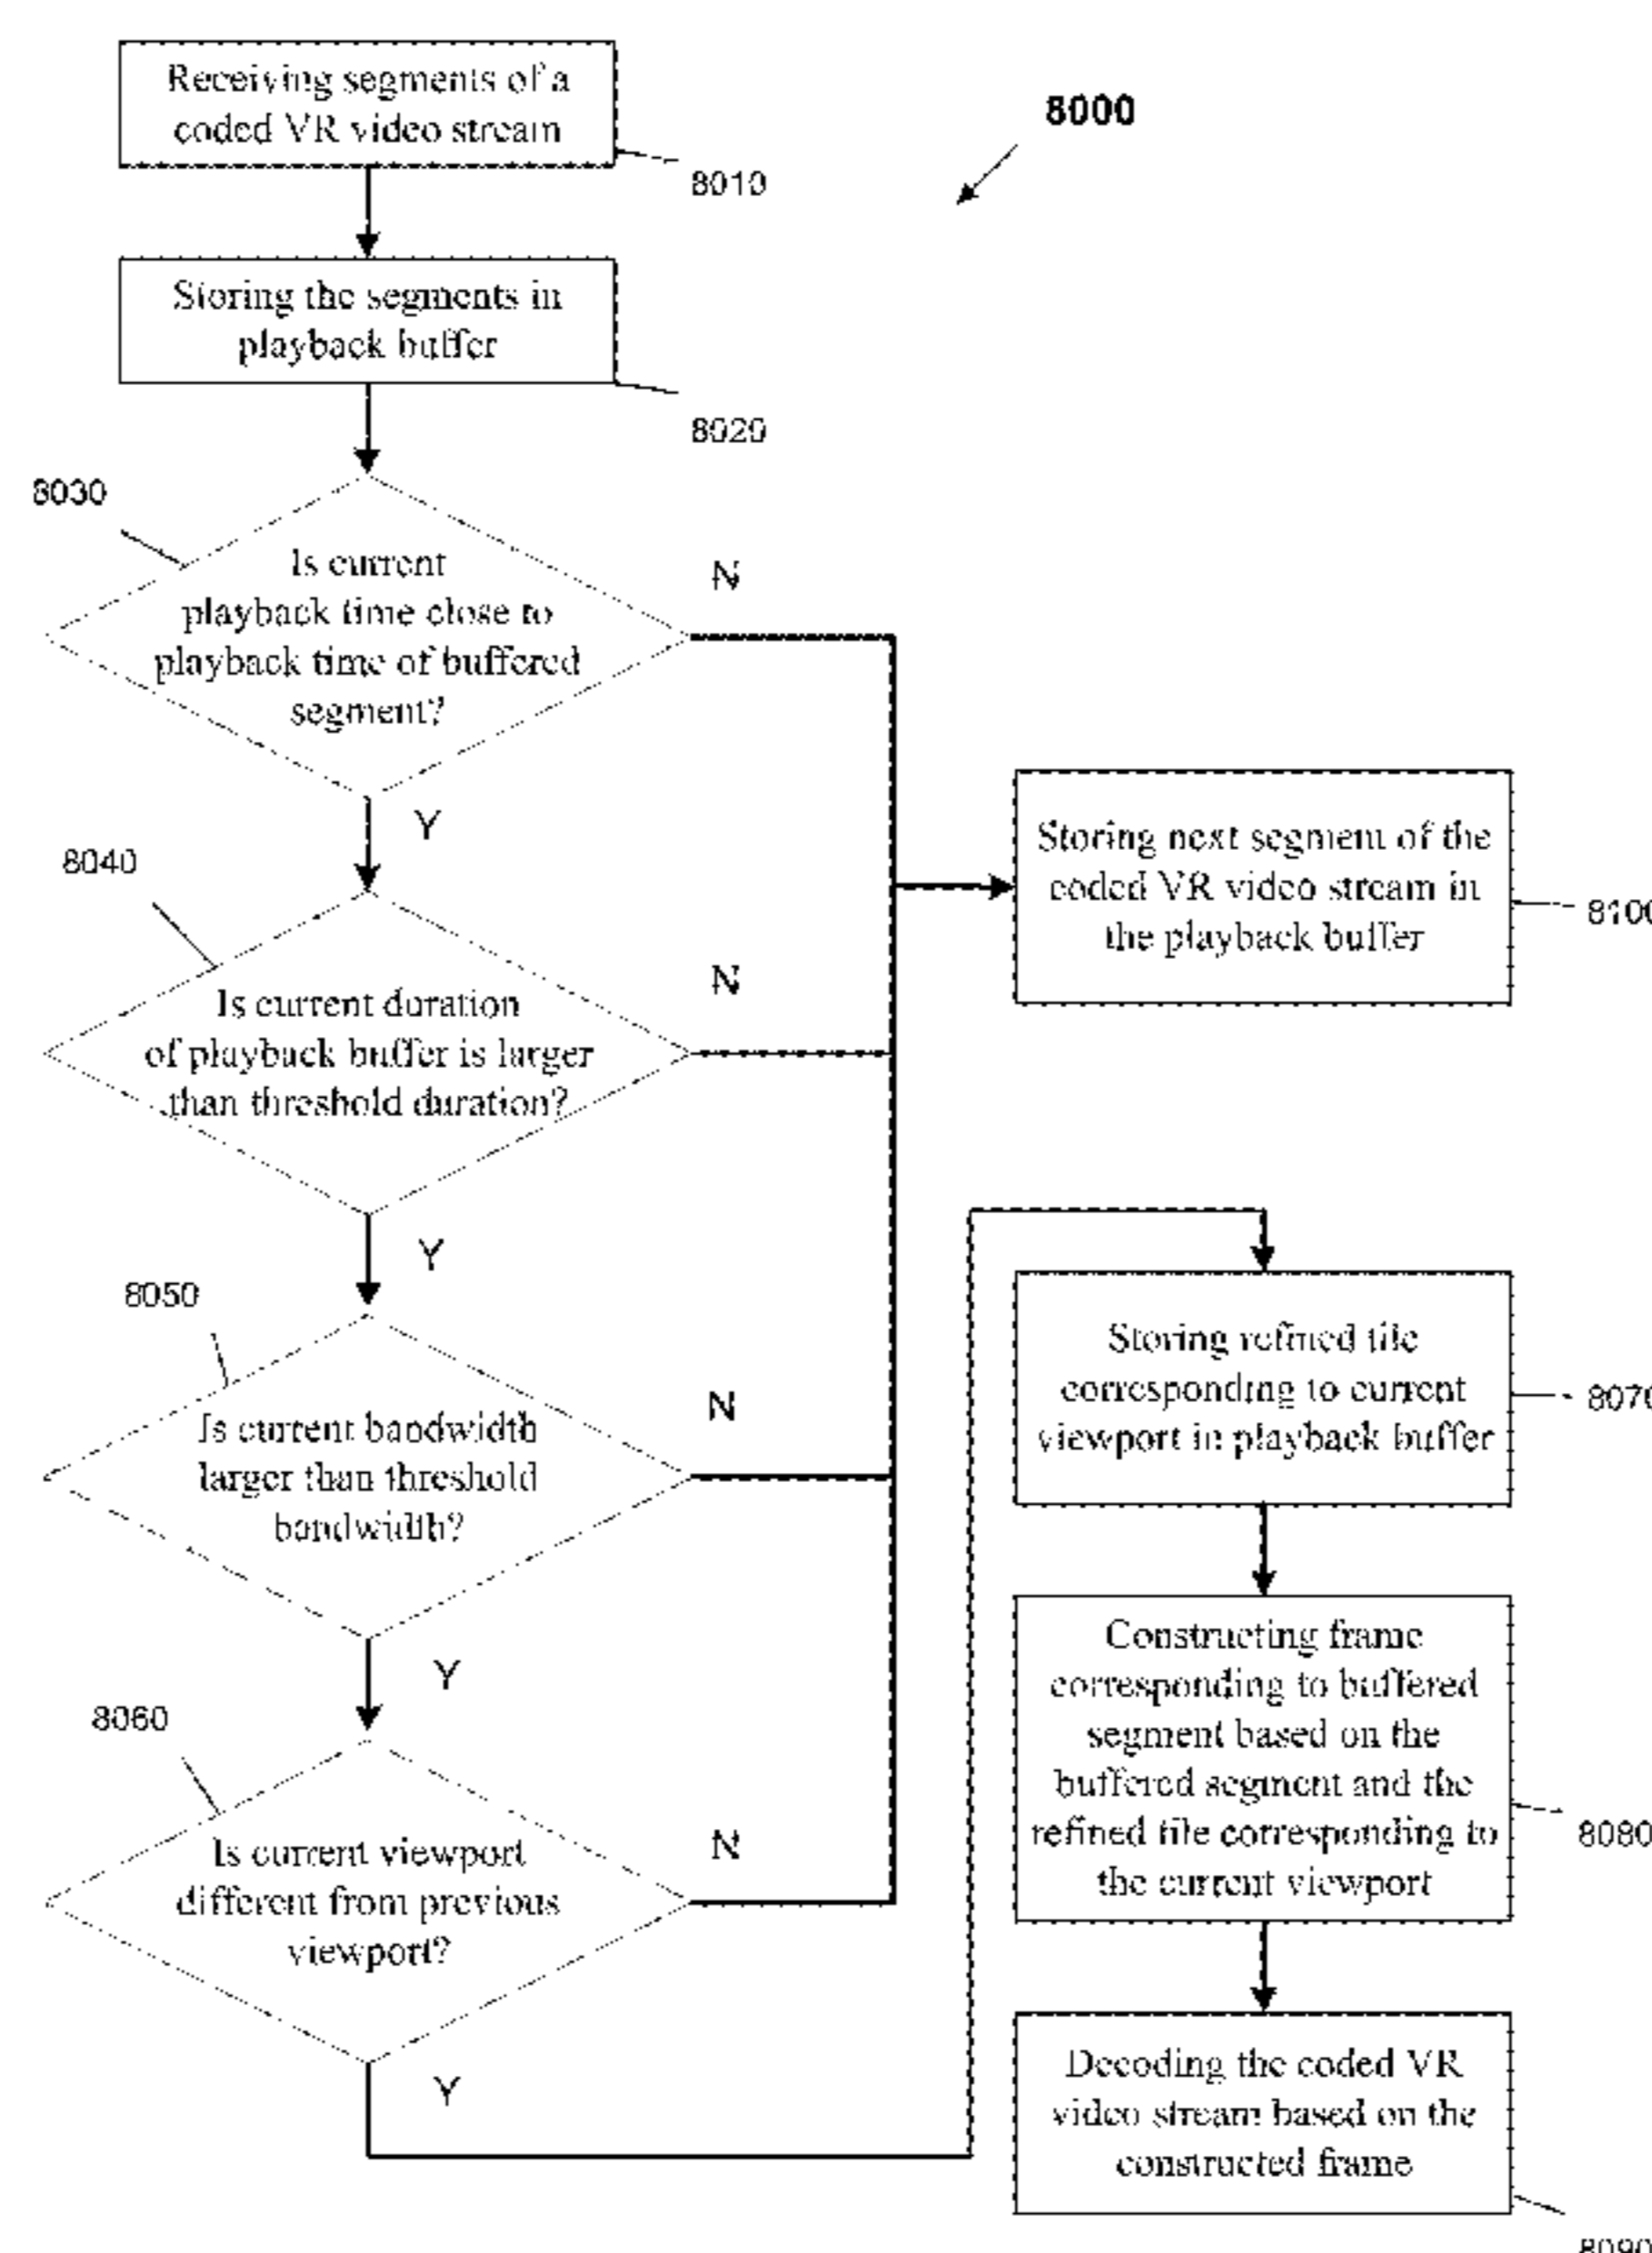 Receiving segments of a
coded VR video stream
8000
8010
Storing the segments in
playback buffer
8020
8030
Is current
playback time close to
playback time of buffered
segment?
N
Y
Storing next segment of the
coded VR video stream in
the playback buffer
8100
8040
Is current duration
of playback buffer is larger
than threshold duration?
N
Y
8050
Is current bandwidth
larger than threshold
bandwidth?
N
Y
Storing refined tile
corresponding to current
viewport in playback buffer
8070
8060
Is current viewport
different from previous
viewport?
N
Y
Constructing frame
corresponding to buffered
segment based on the
buffered segment and the
refined tile corresponding to
the current viewport
8080
Decoding the coded VR
video stream based on the
constructed frame
8090